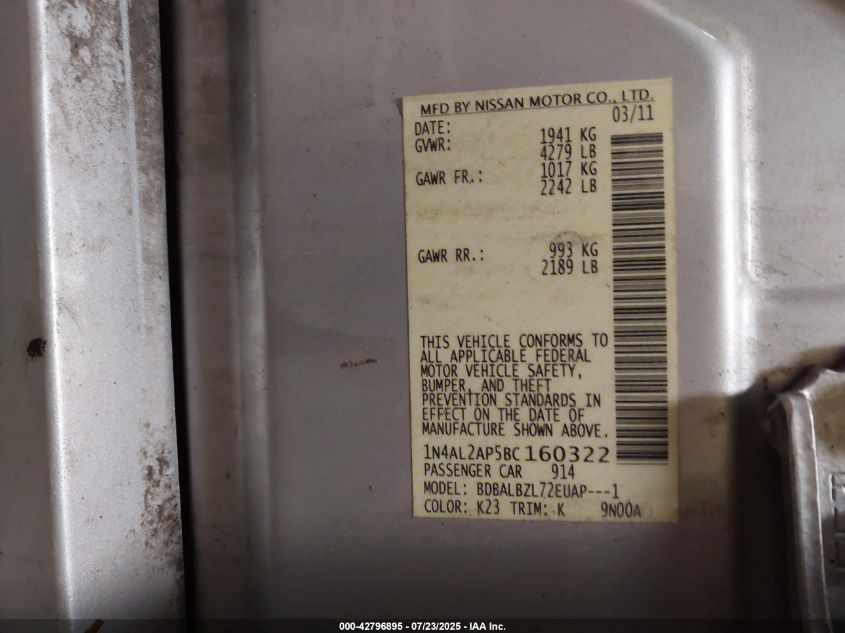 MFD BY NISSAN MOTOR CO., LTD.
DATE: 03/11
GVWR: 1941 KG
4279 LB
GAWR FR.: 1017 KG
2242 LB
GAWR RR.: 993 KG
2189 LB
THIS VEHICLE CONFORMS TO
ALL APPLICABLE FEDERAL
MOTOR VEHICLE SAFETY,
BUMPER, AND THEFT
PREVENTION STANDARDS IN
EFFECT ON THE DATE OF
MANUFACTURE SHOWN ABOVE.
1N4AL2AP5BC160322
PASSENGER CAR 914
MODEL: BDBALBZL72EUAP---1
COLOR: K23 TRIM: K 9N00A
000-42796895 - 07/23/2025 - IAA Inc.